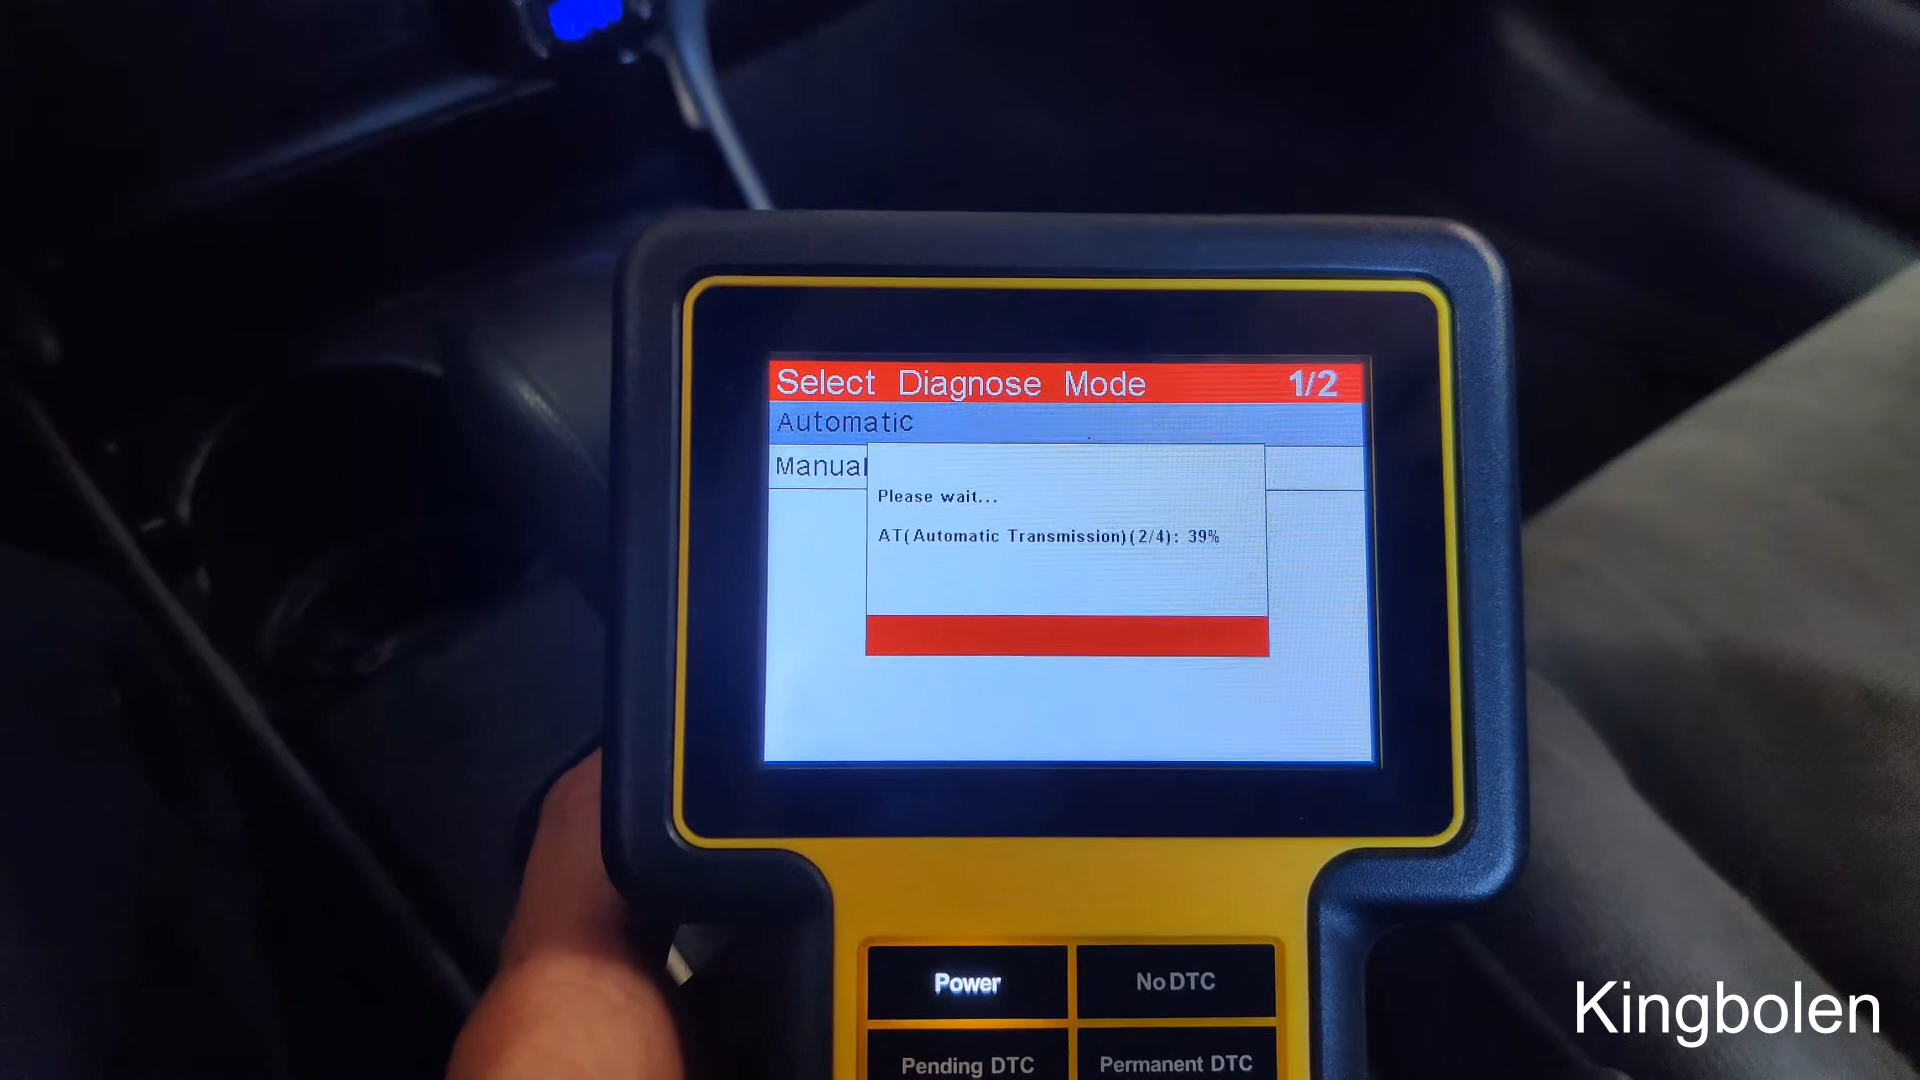 Select Diagnose Mode 1/2
Automatic
Manual
Please wait...
AT(Automatic Transmission)(2/4): 39%
Power
No DTC
Pending DTC
Permanent DTC
Kingbolen